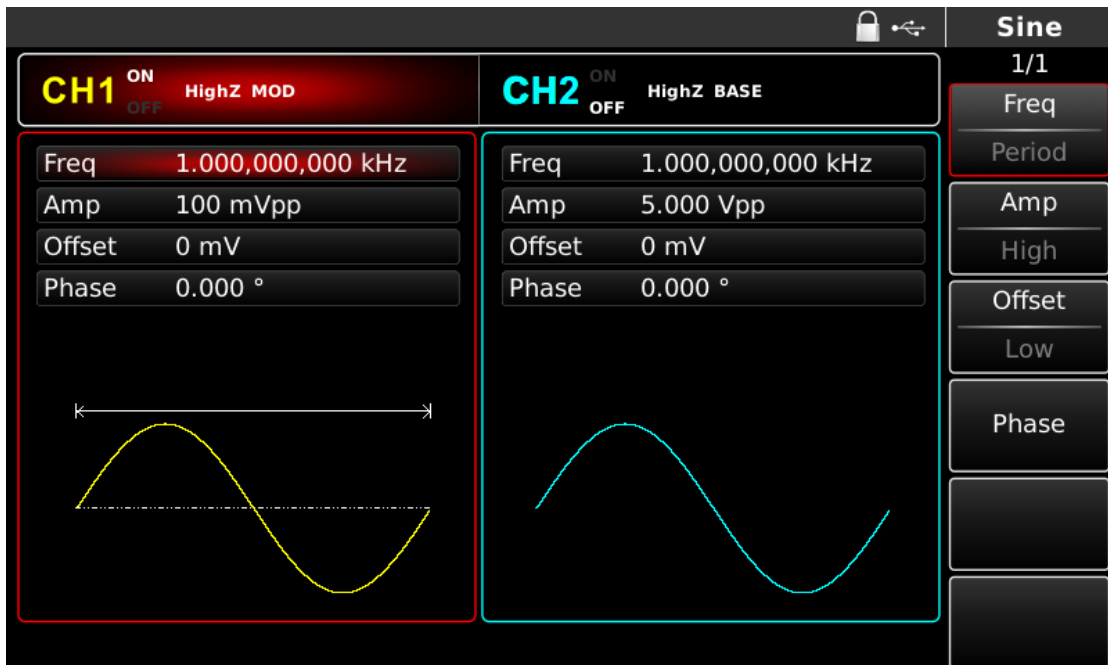 Sine
1/1
CH1 ON OFF HighZ MOD
CH2 ON OFF HighZ BASE
Freq 1.000,000,000 kHz
Amp 100 mVpp
Offset 0 mV
Phase 0.000 °
Freq 1.000,000,000 kHz
Amp 5.000 Vpp
Offset 0 mV
Phase 0.000 °
Freq
Period
Amp
High
Offset
Low
Phase